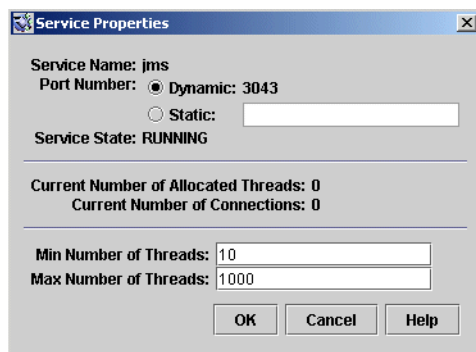 Service Properties
Service Name: jms
Port Number: Dynamic: 3043
Static:
Service State: RUNNING
Current Number of Allocated Threads: 0
Current Number of Connections: 0
Min Number of Threads: 10
Max Number of Threads: 1000
OK Cancel Help